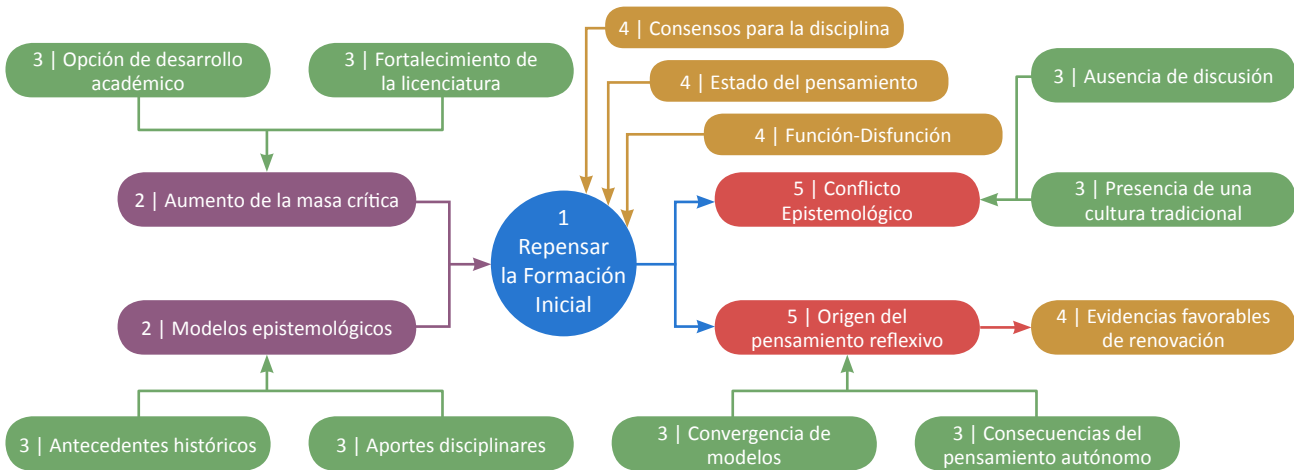 3 | Opción de desarrollo
académico
3 | Fortalecimiento de
la licenciatura
4 | Consensos para la disciplina
4 | Estado del pensamiento
4 | Función-Disfunción
3 | Ausencia de discusión
2 | Aumento de la masa crítica
1
Repensar
la Formación
Inicial
5 | Conflicto
Epistemológico
3 | Presencia de una
cultura tradicional
2 | Modelos epistemológicos
5 | Origen del
pensamiento reflexivo
4 | Evidencias favorables
de renovación
3 | Antecedentes históricos
3 | Aportes disciplinares
3 | Convergencia de
modelos
3 | Consecuencias del
pensamiento autónomo